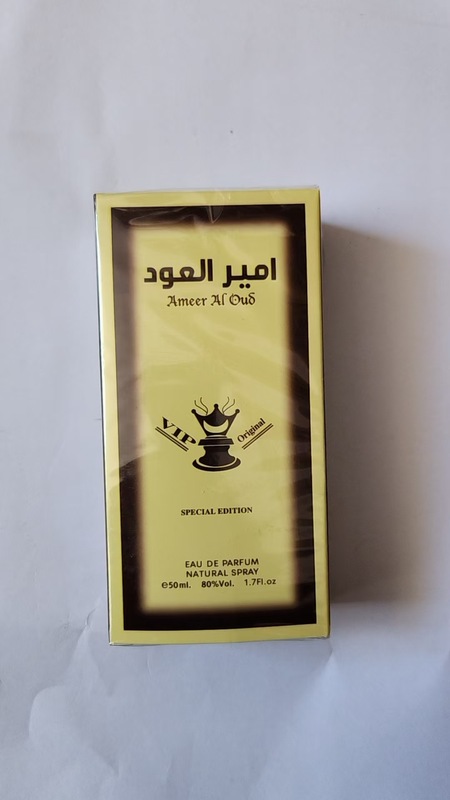 امير العود
Ameer Al Oud
VIP
Original
SPECIAL EDITION
EAU DE PARFUM
NATURAL SPRAY
℮50ml. 80%Vol. 1.7Fl.oz